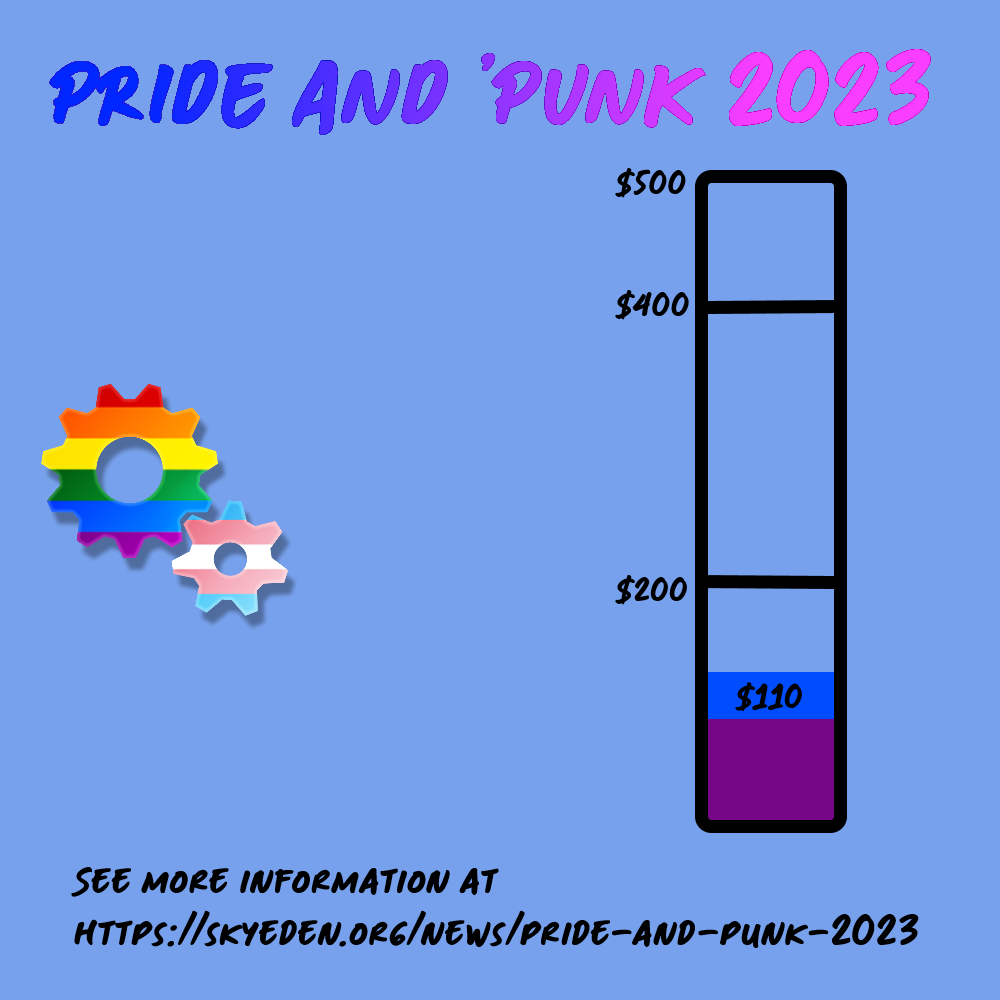 PRIDE AND 'PUNK 2023
$500
$400
$200
$110
SEE MORE INFORMATION AT
HTTPS://SKYEDEN.ORG/NEWS/PRIDE-AND-PUNK-2023